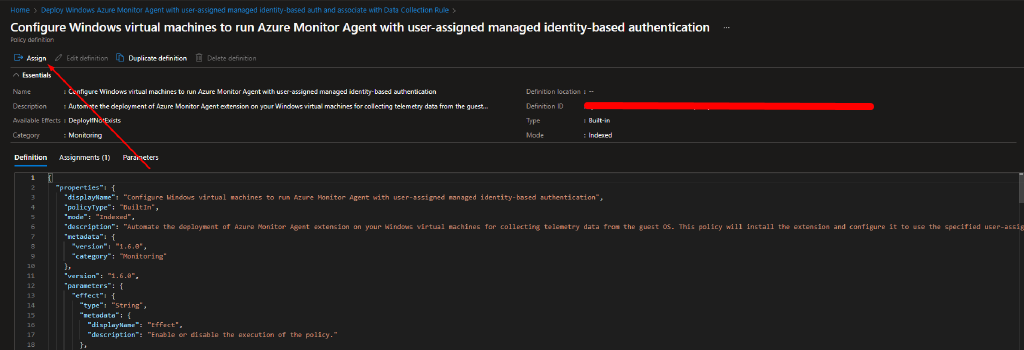 Home > Deploy Windows Azure Monitor Agent with user-assigned managed identity-based auth and associate with Data Collection Rule >
Configure Windows virtual machines to run Azure Monitor Agent with user-assigned managed identity-based authentication ...
Policy definition
Assign Edit definition Duplicate definition Delete definition
Essentials
Name : Configure Windows virtual machines to run Azure Monitor Agent with user-assigned managed identity-based authentication
Definition location : --
Description : Automate the deployment of Azure Monitor Agent extension on your Windows virtual machines for collecting telemetry data from the guest...
Definition ID :
Available Effects : DeployIfNotExists
Type : Built-in
Category : Monitoring
Mode : Indexed
Definition Assignments (1) Parameters
1 {
2 "properties": {
3 "displayName": "Configure Windows virtual machines to run Azure Monitor Agent with user-assigned managed identity-based authentication",
4 "policyType": "BuiltIn",
5 "mode": "Indexed",
6 "description": "Automate the deployment of Azure Monitor Agent extension on your Windows virtual machines for collecting telemetry data from the guest OS. This policy will install the extension and configure it to use the specified user-assig
7 "metadata": {
8 "version": "1.6.0",
9 "category": "Monitoring"
10 },
11 "version": "1.6.0",
12 "parameters": {
13 "effect": {
14 "type": "String",
15 "metadata": {
16 "displayName": "Effect",
17 "description": "Enable or disable the execution of the policy."
18 },